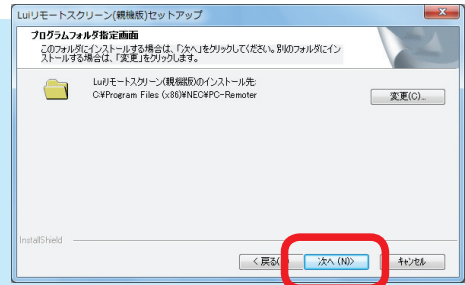 Luiリモートスクリーン(親機版)セットアップ
プログラムフォルダ指定画面
このフォルダにインストールする場合は、「次へ」をクリックしてください。別のフォルダにイン
ストールする場合は、「変更」をクリックします。
Luiリモートスクリーン(親機版)のインストール先:
C:¥Program Files (x86)¥NEC¥PC-Remoter
変更(C)...
InstallShield
< 戻る(
次へ (N)>
キャンセル